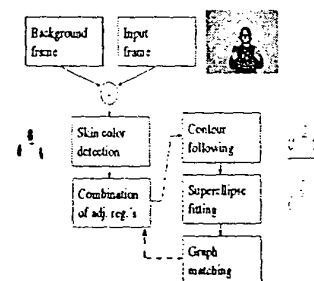 Background
frame
Input
frame
Skin color
detection
Combination
of adj. reg.'s
Contour
following
Superellipse
fitting
Graph
matching